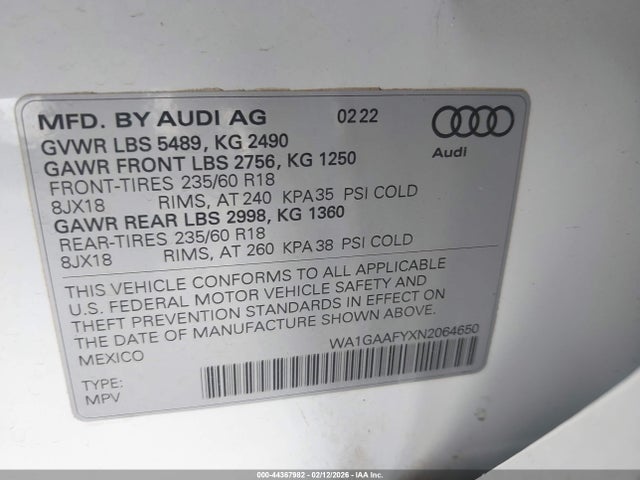 MFD. BY AUDI AG 02 22
GVWR LBS 5489, KG 2490
Audi
GAWR FRONT LBS 2756, KG 1250
FRONT-TIRES 235/60 R18
8JX18 RIMS, AT 240 KPA 35 PSI COLD
GAWR REAR LBS 2998, KG 1360
REAR-TIRES 235/60 R18
8JX18 RIMS, AT 260 KPA 38 PSI COLD
THIS VEHICLE CONFORMS TO ALL APPLICABLE
U.S. FEDERAL MOTOR VEHICLE SAFETY AND
THEFT PREVENTION STANDARDS IN EFFECT ON
THE DATE OF MANUFACTURE SHOWN ABOVE.
MEXICO WA1GAAFYXN2064650
TYPE:
MPV
000-44367982 - 02/12/2026 - IAA Inc.